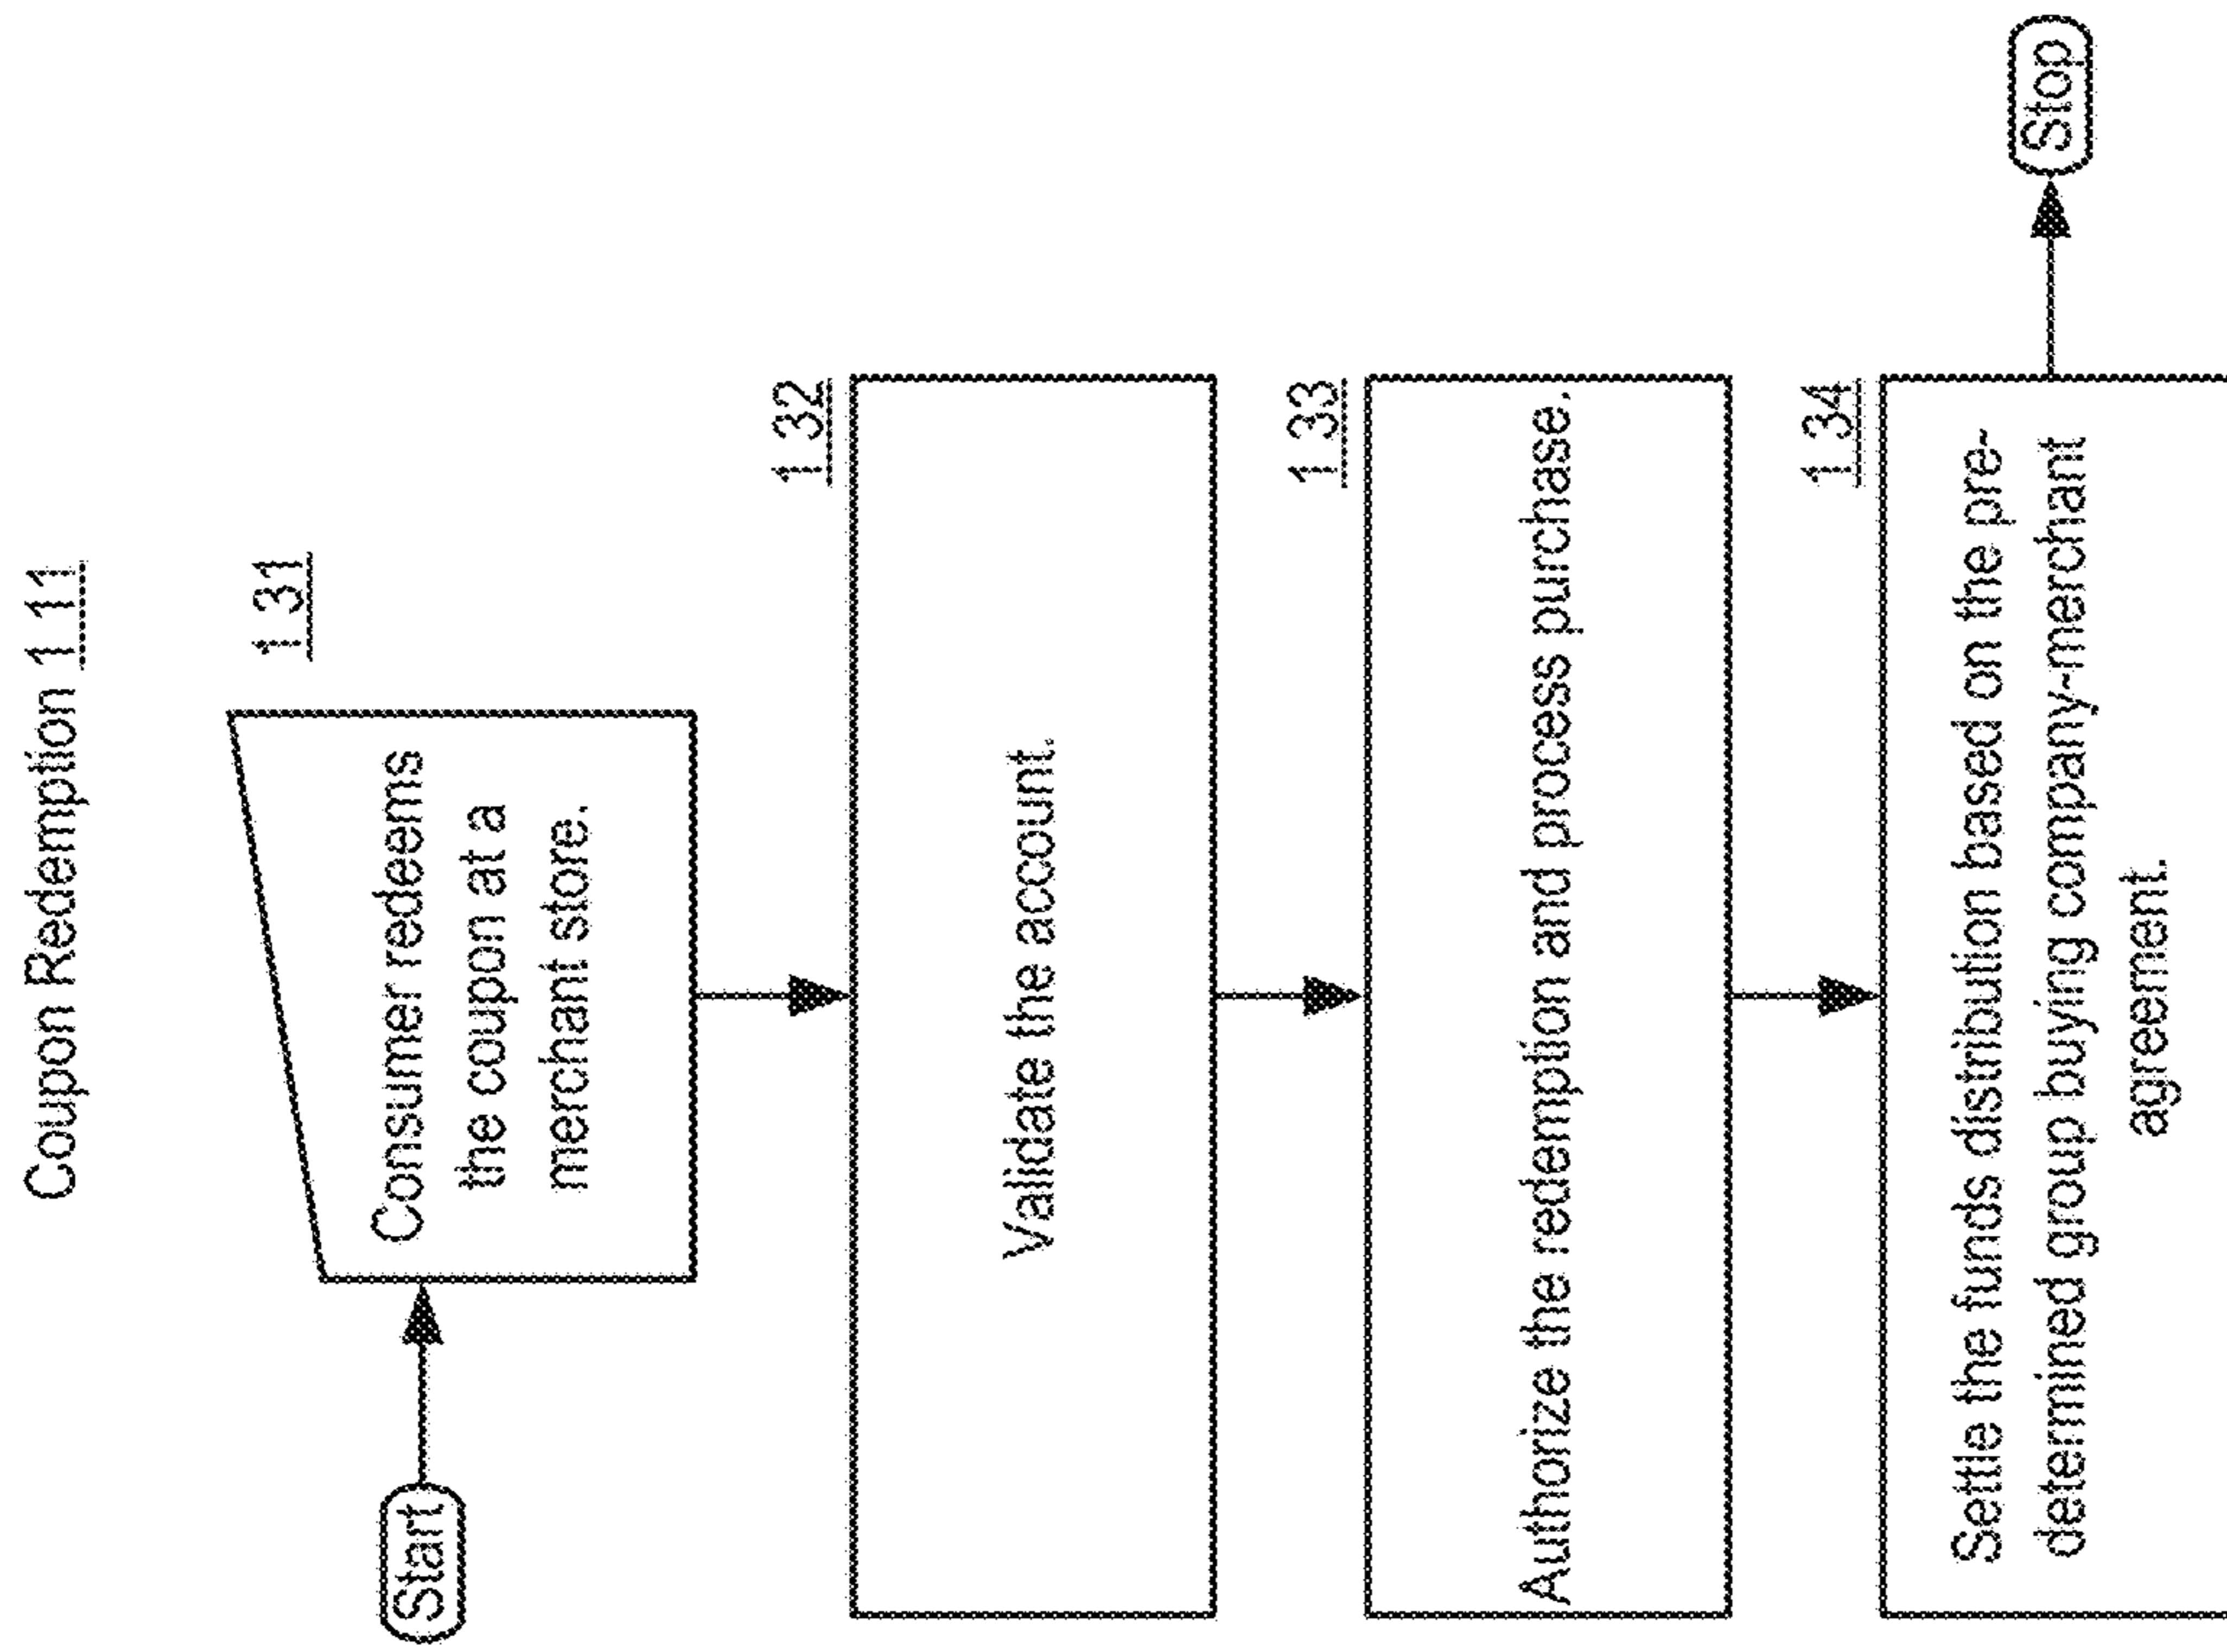 Coupon Redemption 1.11
1.31
Start
Consumer redeems
the coupon at a
merchant store.
1.32
Validate the account.
1.33
Authorize the redemption and process purchase.
1.34
Settle the funds distribution based on the pre-
determined group buying company-merchant
agreement.
Stop